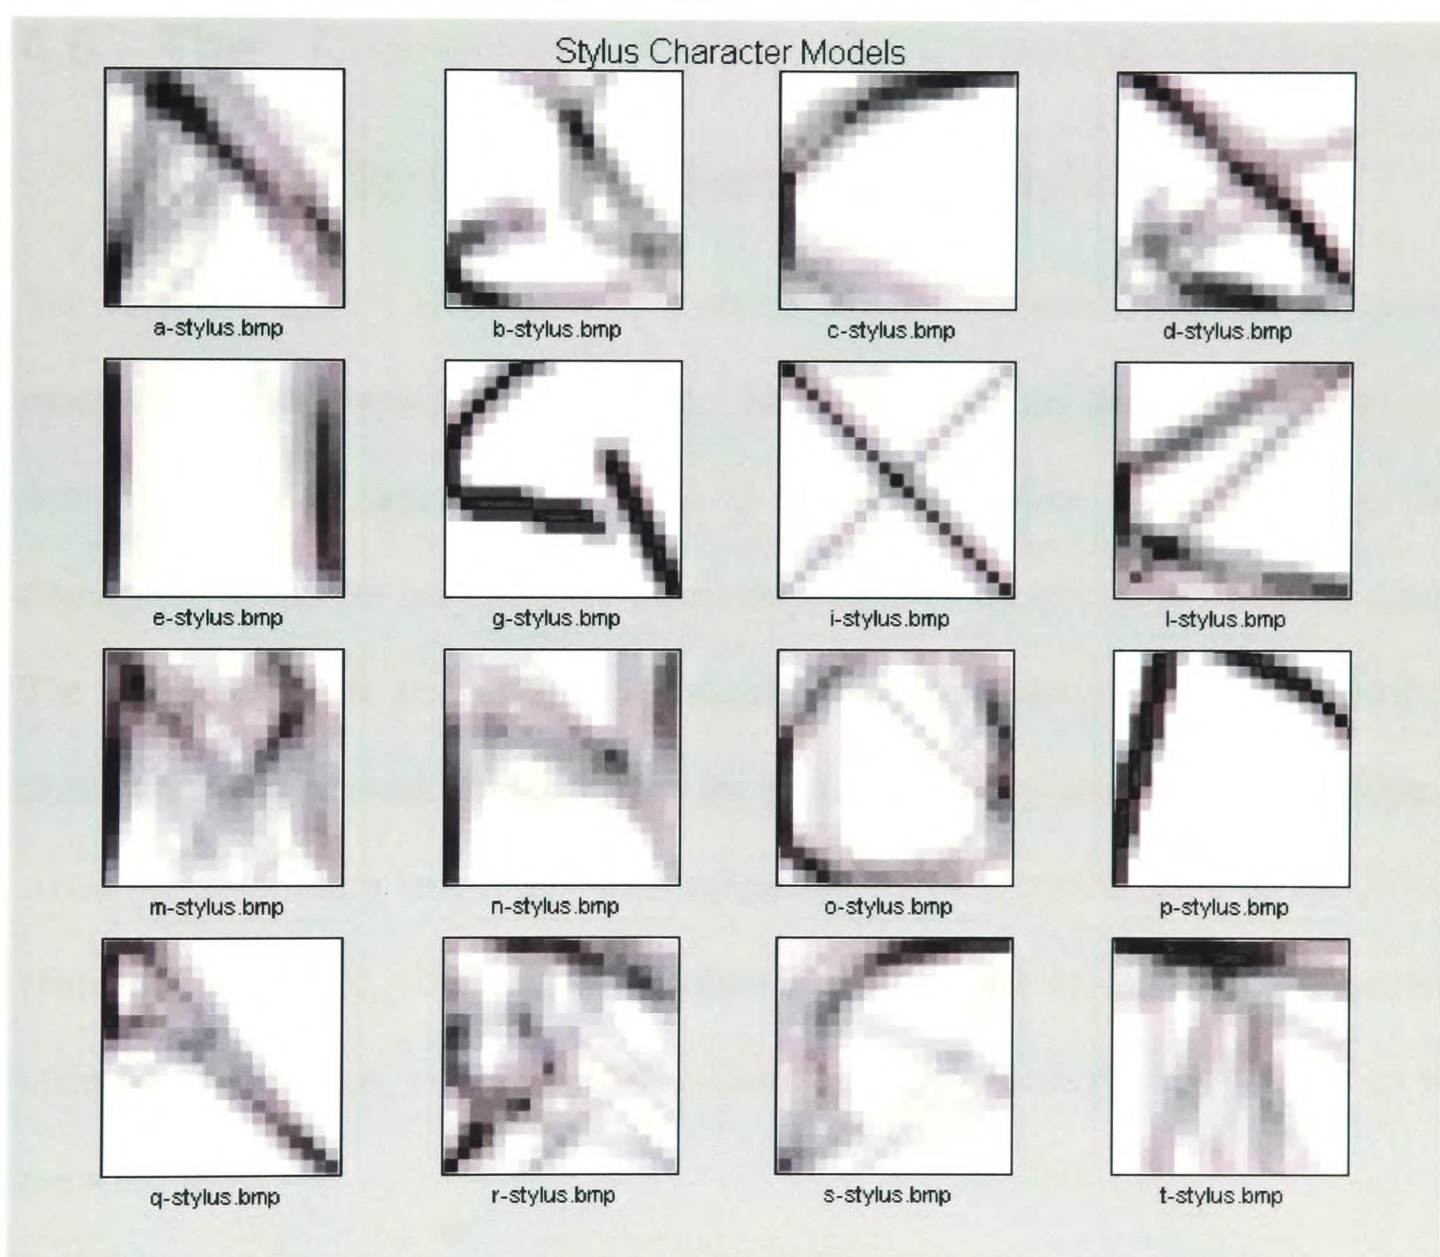 Stylus Character Models
a-stylus.bmp b-stylus.bmp c-stylus.bmp d-stylus.bmp
e-stylus.bmp g-stylus.bmp i-stylus.bmp l-stylus.bmp
m-stylus.bmp n-stylus.bmp o-stylus.bmp p-stylus.bmp
q-stylus.bmp r-stylus.bmp s-stylus.bmp t-stylus.bmp